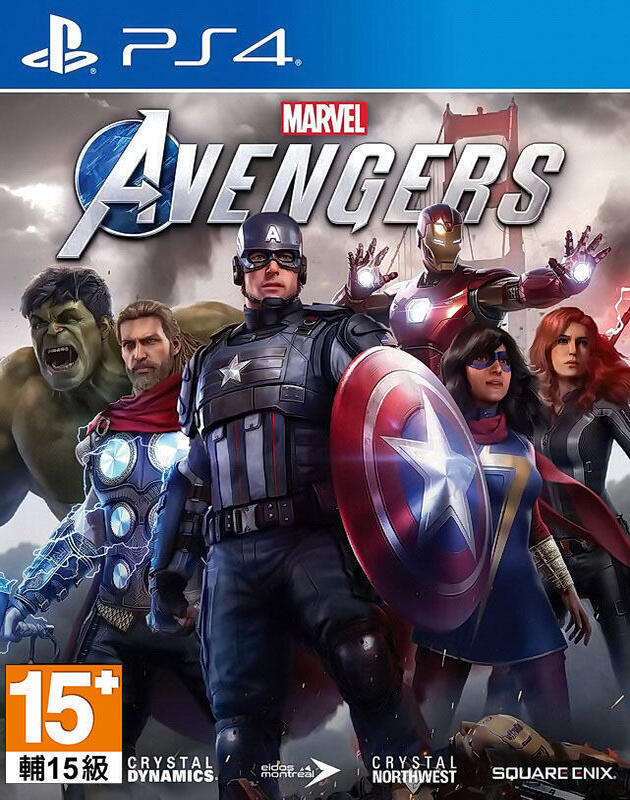 PS4
MARVEL
AVENGERS
A
15+
輔15級
CRYSTAL
DYNAMICS
eidos
montréal
CRYSTAL
NORTHWEST
SQUARE ENIX